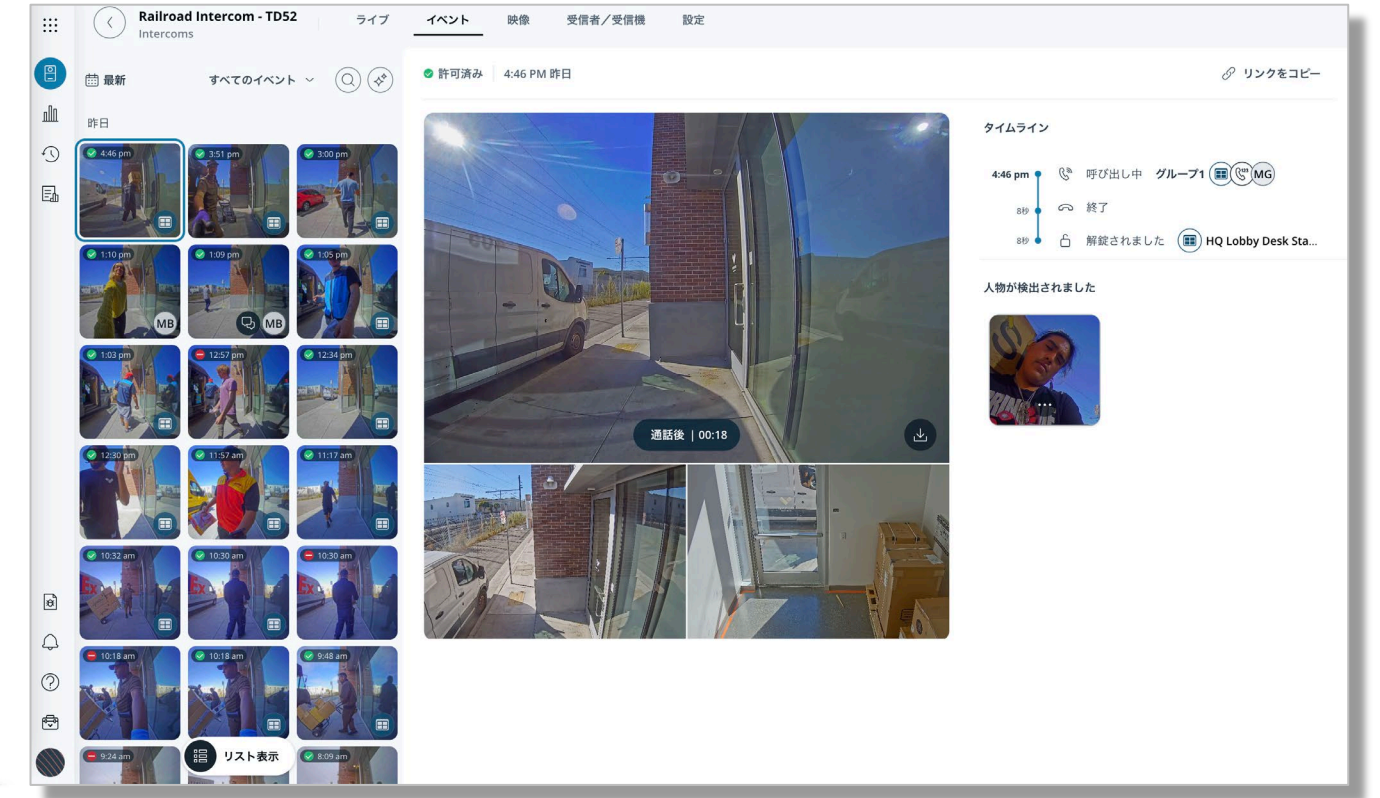 Railroad Intercom - TD52
Intercoms
ライブ
イベント
映像
受信者／受信機
設定
最新
すべてのイベント
許可済み
4:46 PM 昨日
リンクをコピー
昨日
4:46 pm
3:51 pm
3:00 pm
1:10 pm
MB
1:09 pm
MB
1:05 pm
1:03 pm
12:57 pm
12:34 pm
12:30 pm
11:57 am
11:17 am
10:32 am
Ex
10:30 am
Ex
10:30 am
Ex
10:18 am
10:18 am
9:48 am
9:24 am
8:09 am
リスト表示
通話後 | 00:18
タイムライン
4:46 pm 呼び出し中 グループ1 MG
8秒 終了
8秒 解錠されました HQ Lobby Desk Sta...
人物が検出されました